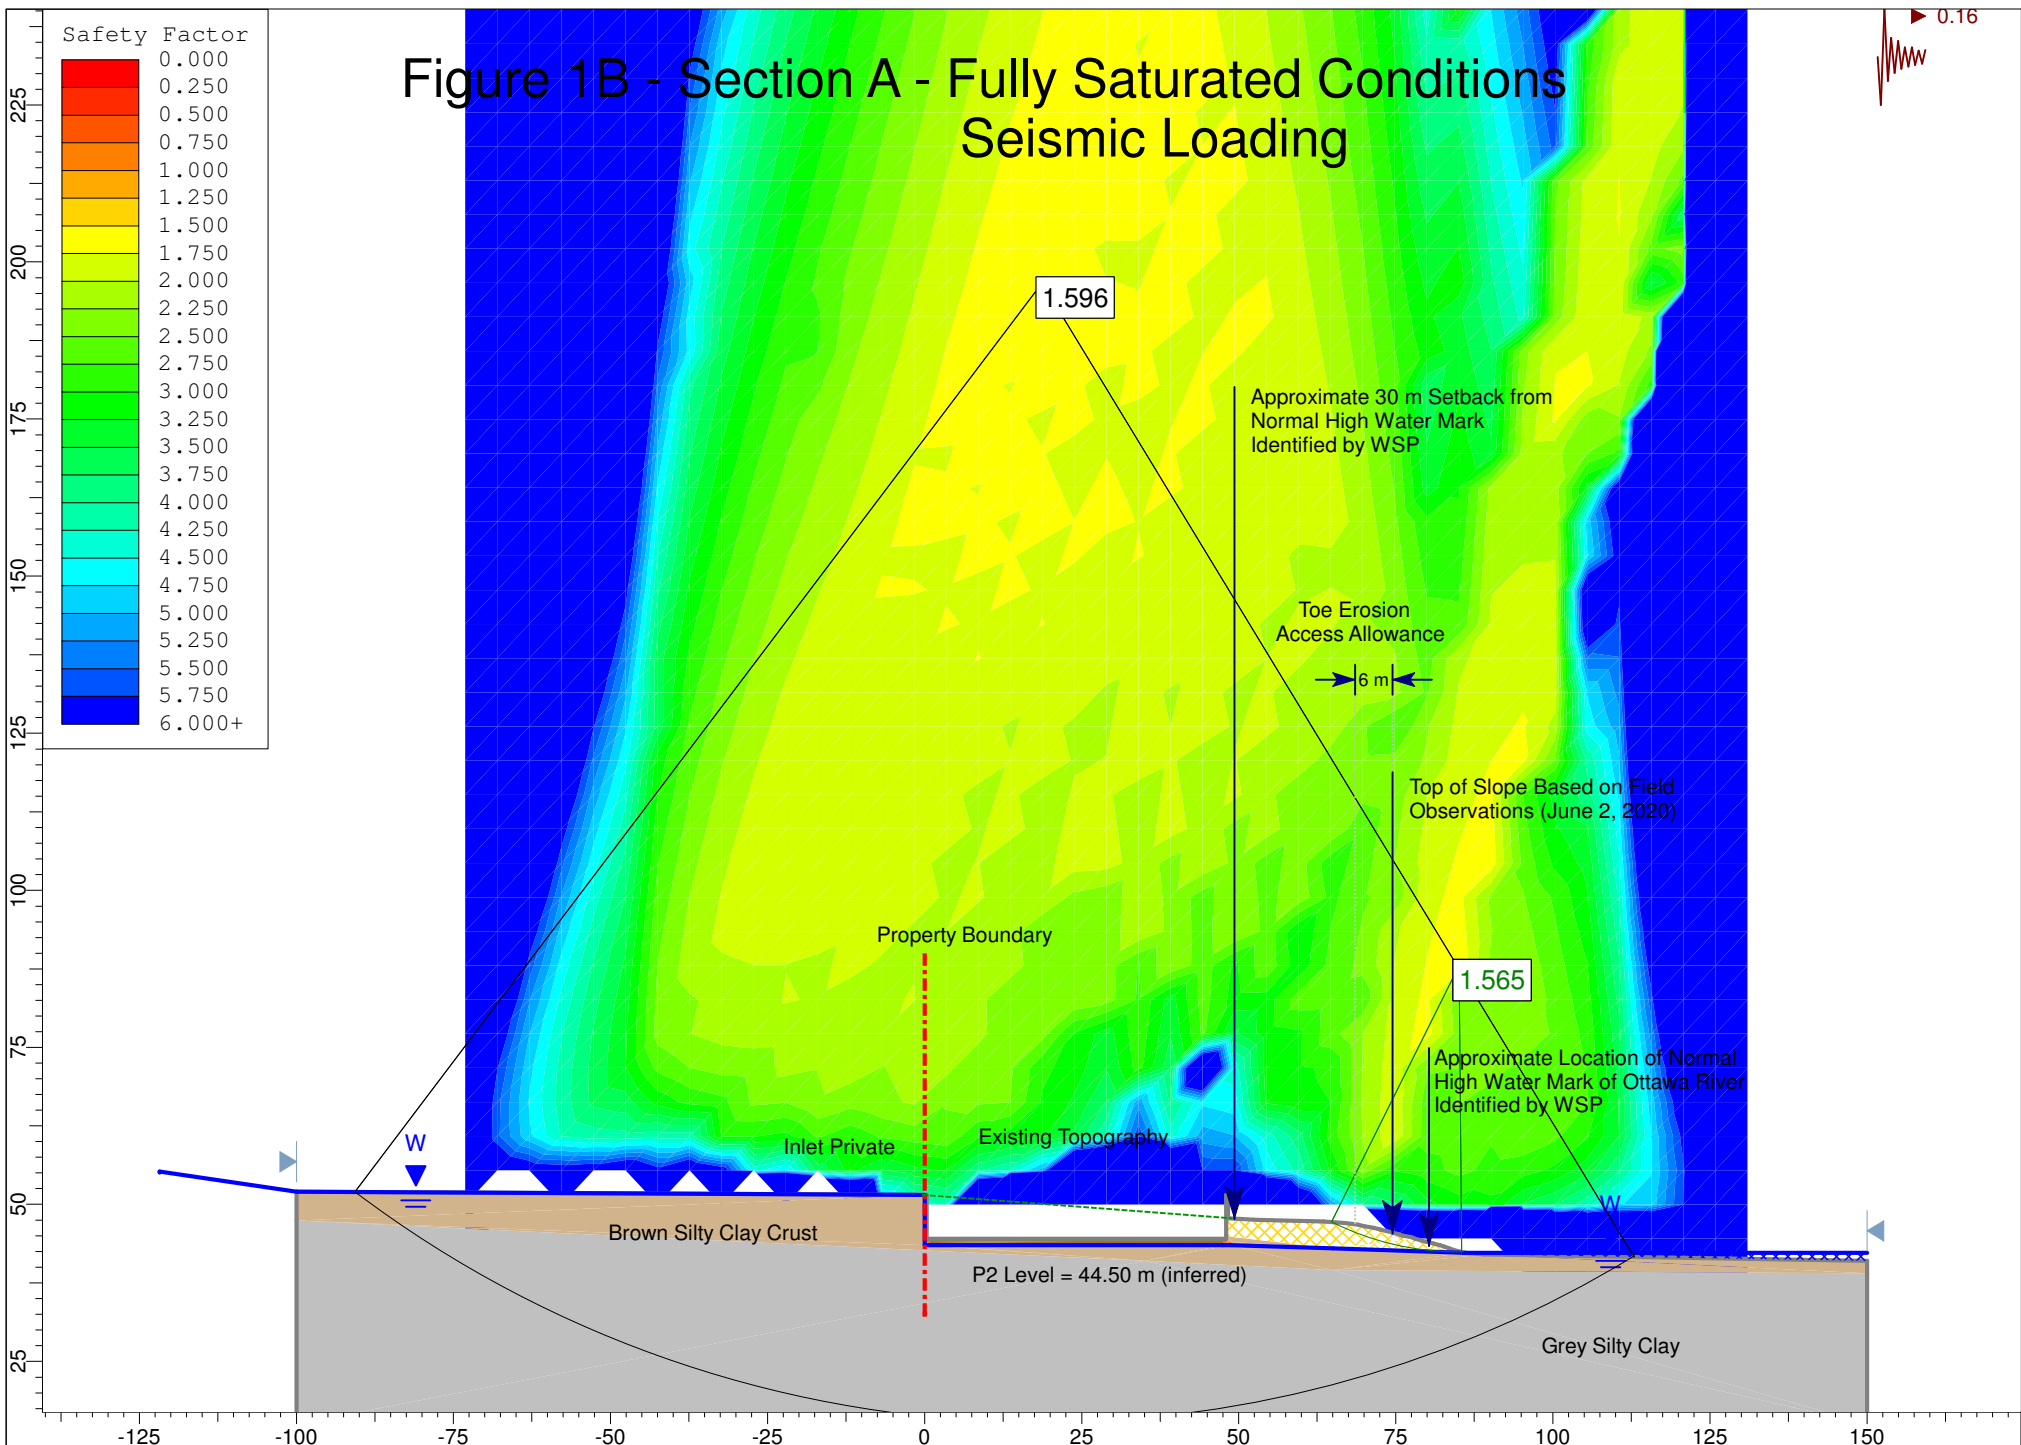 Safety Factor
0.000
0.250
0.500
0.750
1.000
1.250
1.500
1.750
2.000
2.250
2.500
2.750
3.000
3.250
3.500
3.750
4.000
4.250
4.500
4.750
5.000
5.250
5.500
5.750
6.000+
Figure 1B - Section A - Fully Saturated Conditions
Seismic Loading
0.16
1.596
Approximate 30 m Setback from
Normal High Water Mark
Identified by WSP
Toe Erosion
Access Allowance
6 m
Top of Slope Based on Field
Observations (June 2, 2020)
Property Boundary
1.565
Approximate Location of Normal
High Water Mark of Ottawa River
Identified by WSP
W
Inlet Private
Existing Topography
W
Brown Silty Clay Crust
P2 Level = 44.50 m (inferred)
Grey Silty Clay
225
200
175
150
125
100
75
50
25
-125
-100
-75
-50
-25
0
25
50
75
100
125
150